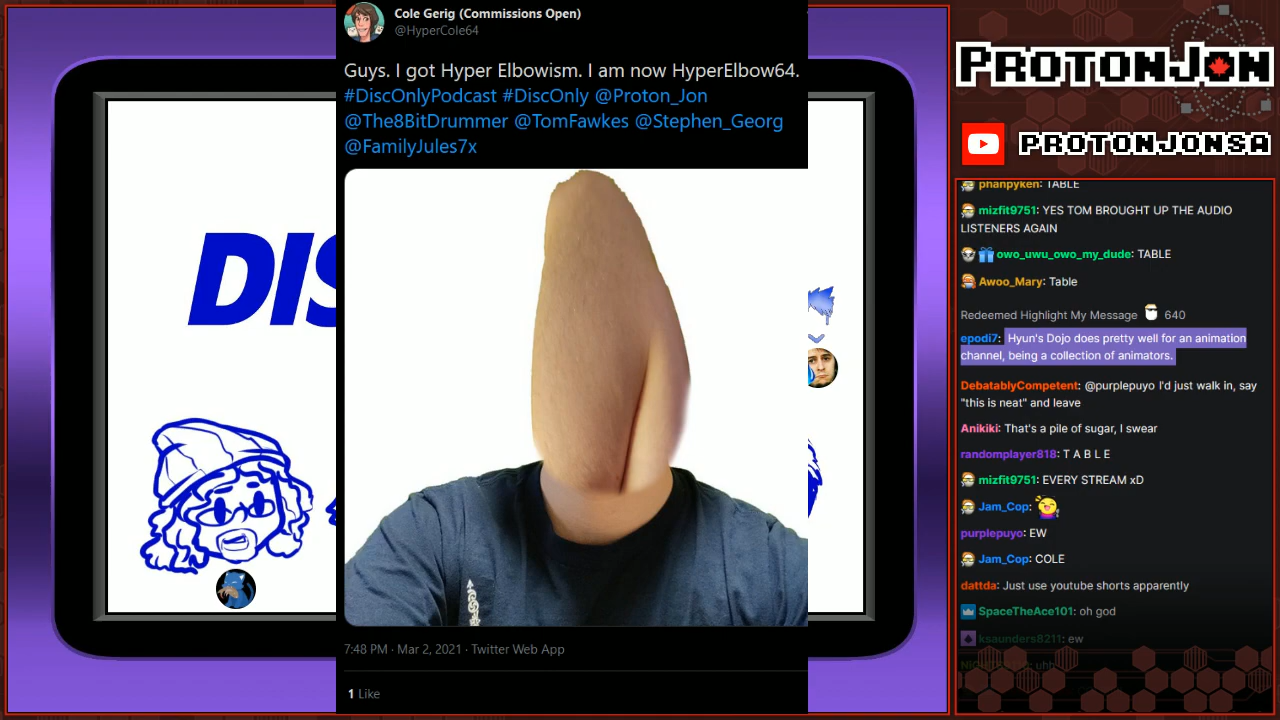 Cole Gerig (Commissions Open)
@HyperCole64
Guys. I got Hyper Elbowism. I am now HyperElbow64.
#DiscOnlyPodcast #DiscOnly @Proton_Jon
@The8BitDrummer @TomFawkes @Stephen_Georg
@FamilyJules7x
DIS
7:48 PM · Mar 2, 2021 · Twitter Web App
1 Like
PROTONJON
PROTONJONSA
phanpyken: TABLE
mizfit9751: YES TOM BROUGHT UP THE AUDIO
LISTENERS AGAIN
owo_uwu_owo_my_dude: TABLE
Awoo_Mary: Table
Redeemed Highlight My Message 640
epodi7: Hyun's Dojo does pretty well for an animation
channel, being a collection of animators.
DebatablyCompetent: @purplepuyo I'd just walk in, say
"this is neat" and leave
Anikiki: That's a pile of sugar, I swear
randomplayer818: T A B L E
mizfit9751: EVERY STREAM xD
Jam_Cop:
purplepuyo: EW
Jam_Cop: COLE
dattda: Just use youtube shorts apparently
SpaceTheAce101: oh god
ksaunders8211: ew
uhh